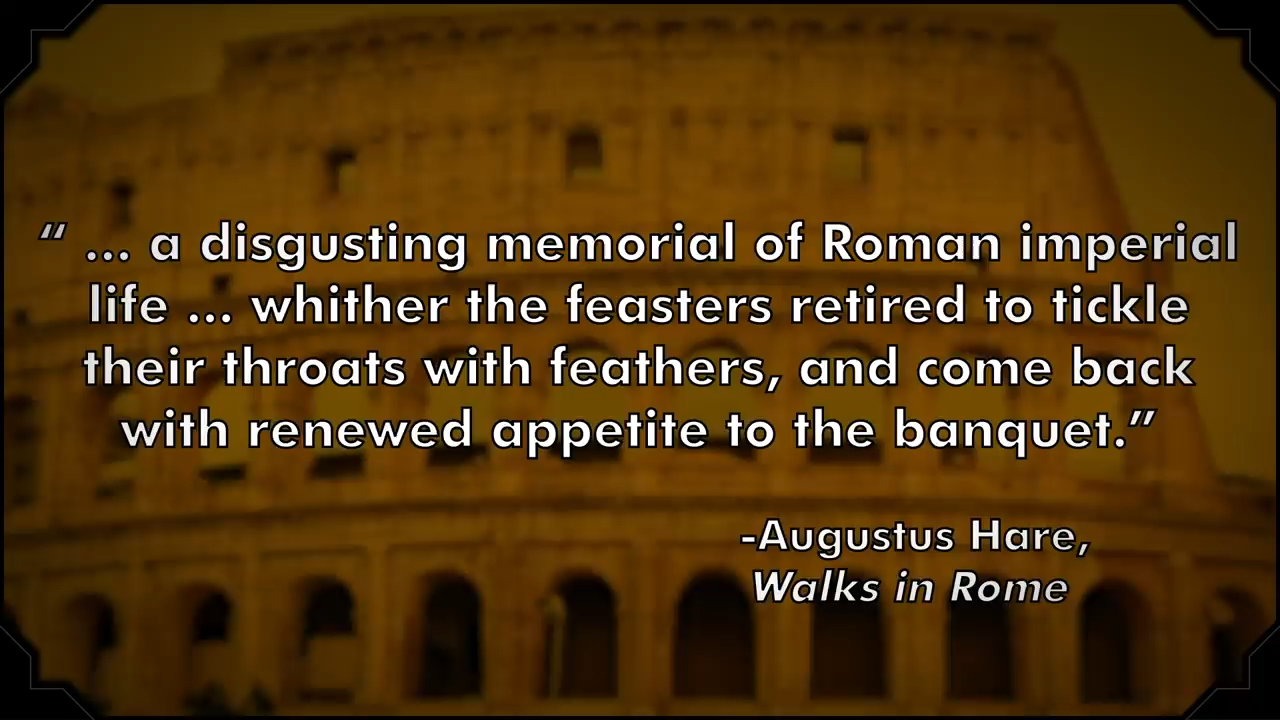 “ ... a disgusting memorial of Roman imperial
life ... whither the feasters retired to tickle
their throats with feathers, and come back
with renewed appetite to the banquet.”
-Augustus Hare,
Walks in Rome